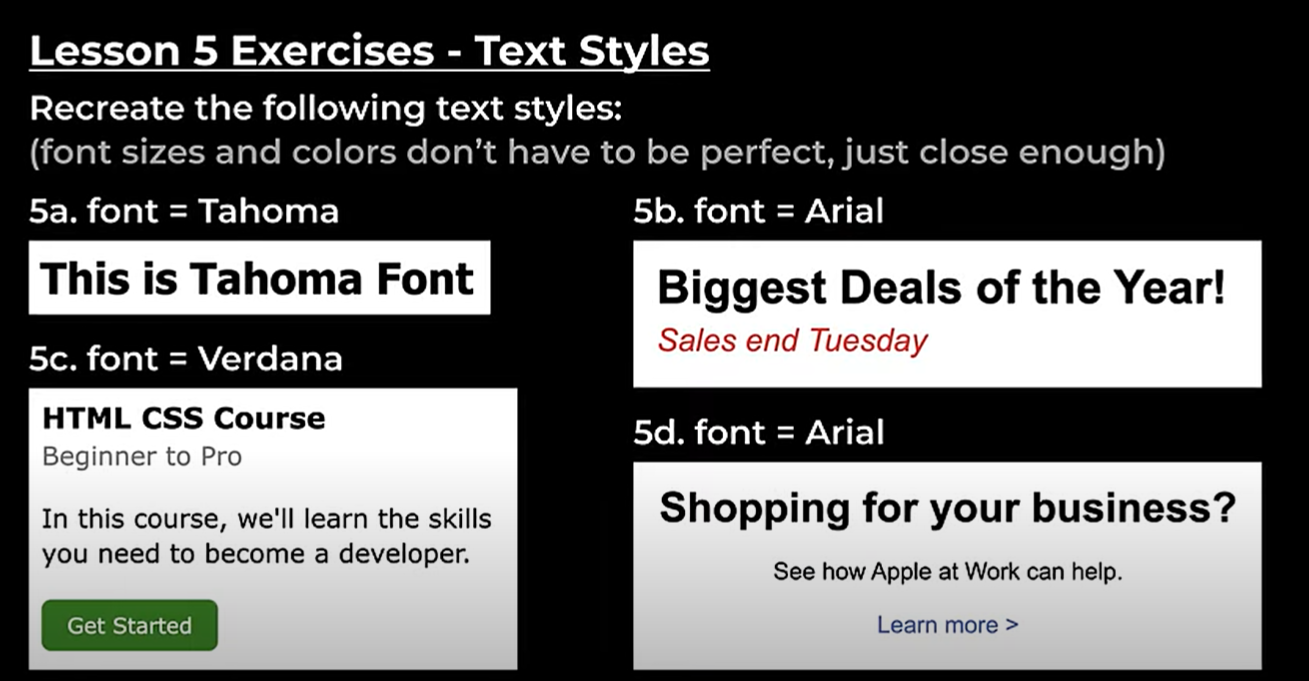 Lesson 5 Exercises - Text Styles
Recreate the following text styles:
(font sizes and colors don't have to be perfect, just close enough)
5a. font = Tahoma
This is Tahoma Font
5b. font = Arial
Biggest Deals of the Year!
Sales end Tuesday
5c. font = Verdana
HTML CSS Course
Beginner to Pro
In this course, we'll learn the skills
you need to become a developer.
Get Started
5d. font = Arial
Shopping for your business?
See how Apple at Work can help.
Learn more >